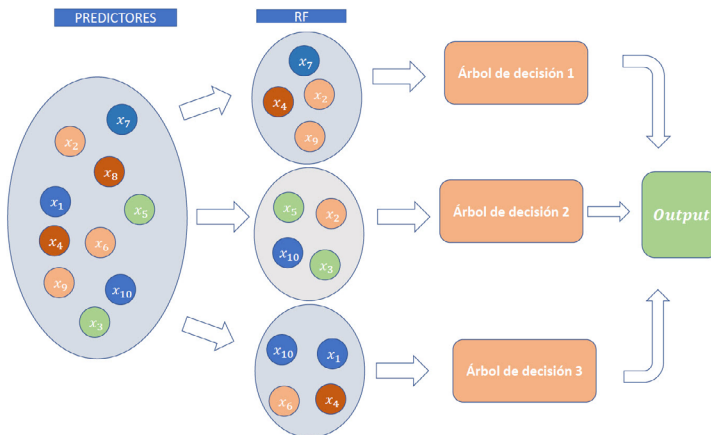 PREDICTORES
RF
x₇
x₂
x₈
x₁
x₅
x₄
x₆
x₉
x₁₀
x₃
x₇
x₄
x₂
x₉
Árbol de decisión 1
x₅
x₂
x₁₀
x₃
Árbol de decisión 2
Output
x₁₀
x₁
x₆
x₄
Árbol de decisión 3